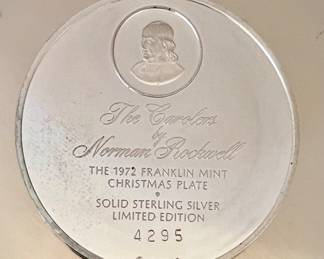 The Carolers
by
Norman Rockwell
THE 1972 FRANKLIN MINT
CHRISTMAS PLATE
SOLID STERLING SILVER
LIMITED EDITION
4295